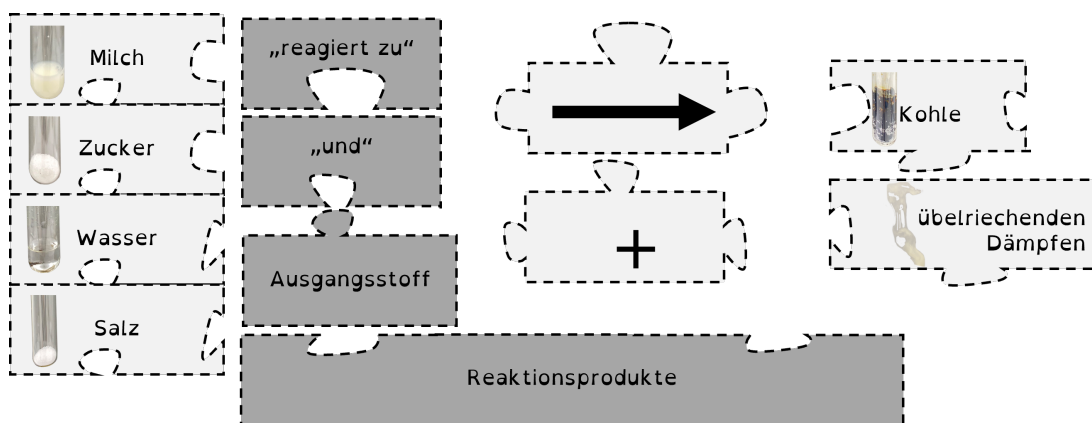 Milch
Zucker
Wasser
Salz
„reagiert zu“
„und“
Ausgangsstoff
+
Kohle
übelriechenden
Dämpfen
Reaktionsprodukte